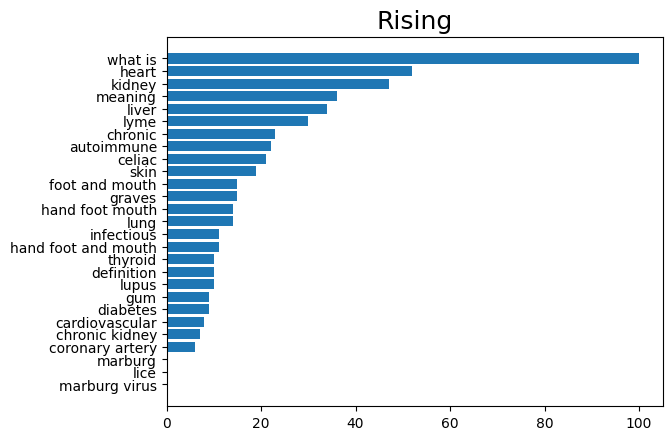 Rising
what is
heart
kidney
meaning
liver
lyme
chronic
autoimmune
celiac
skin
foot and mouth
graves
hand foot mouth
lung
infectious
hand foot and mouth
thyroid
definition
lupus
gum
diabetes
cardiovascular
chronic kidney
coronary artery
marburg
lice
marburg virus
0 20 40 60 80 100